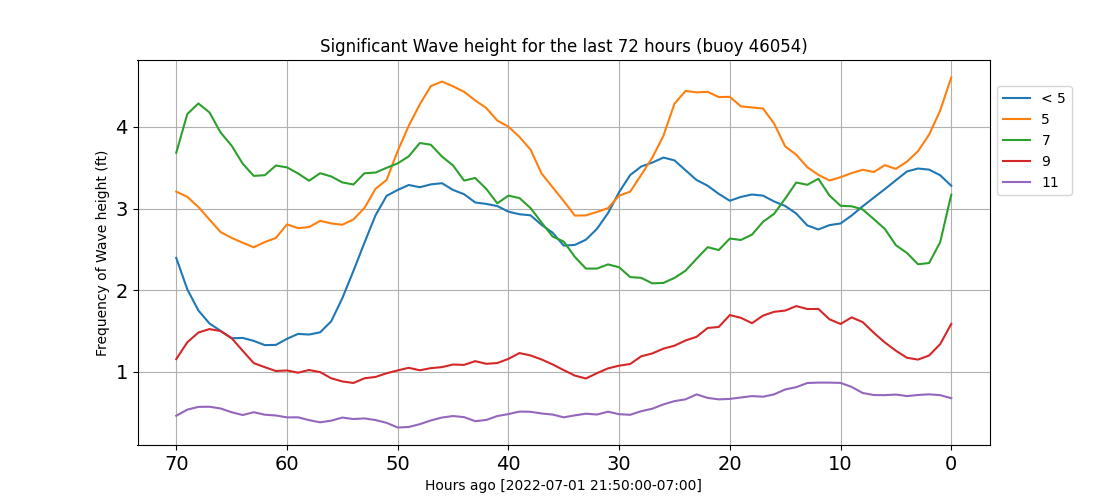 Significant Wave height for the last 72 hours (buoy 46054)
Frequency of Wave height (ft)
4
3
2
1
70 60 50 40 30 20 10 0
Hours ago [2022-07-01 21:50:00-07:00]
< 5
5
7
9
11